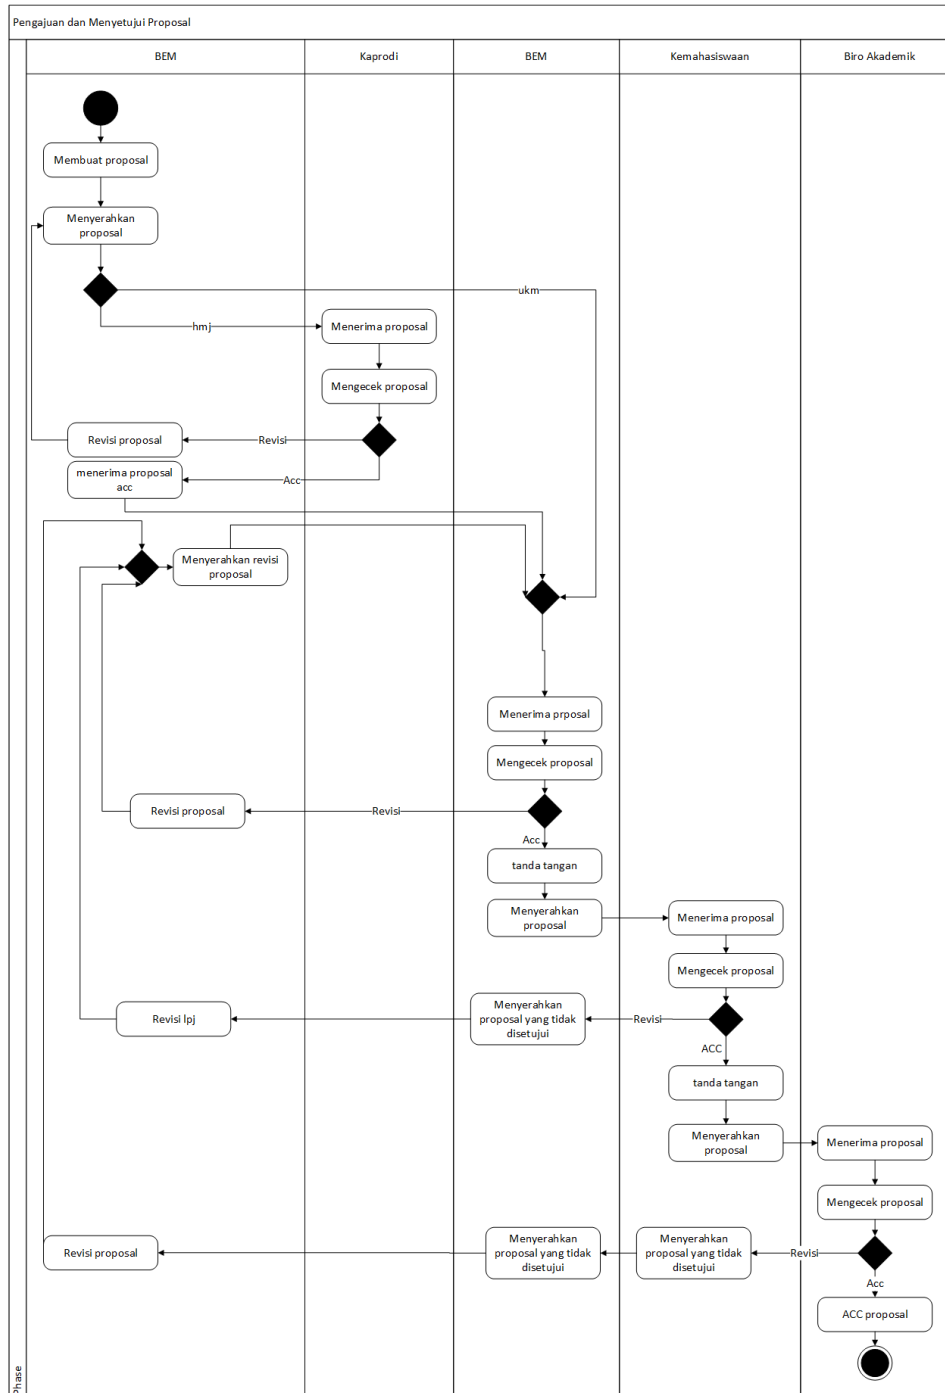 Pengajuan dan Menyetujui Proposal
BEM
Kaprodi
BEM
Kemahasiswaan
Biro Akademik
Membuat proposal
Menyerahkan
proposal
ukm
hmj
Menerima proposal
Mengecek proposal
Revisi proposal
Revisi
menerima proposal
acc
Acc
Menyerahkan revisi
proposal
Menerima prposal
Mengecek proposal
Revisi proposal
Revisi
Acc
tanda tangan
Menyerahkan
proposal
Menerima proposal
Mengecek proposal
Revisi lpj
Menyerahkan
proposal yang tidak
disetujui
Revisi
ACC
tanda tangan
Menyerahkan
proposal
Menerima proposal
Mengecek proposal
Revisi proposal
Menyerahkan
proposal yang tidak
disetujui
Menyerahkan
proposal yang tidak
disetujui
Revisi
Acc
ACC proposal
Phase